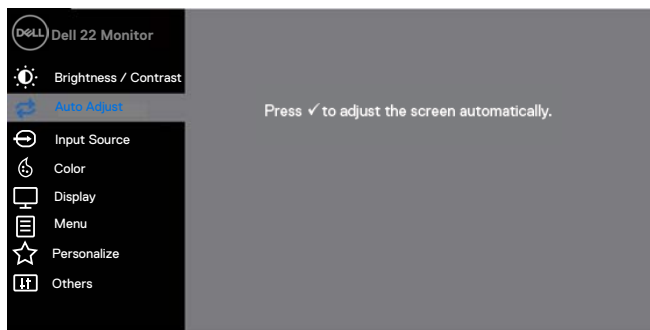 DELL
Dell 22 Monitor
Brightness / Contrast
Auto Adjust
Press ✓ to adjust the screen automatically.
Input Source
Color
Display
Menu
Personalize
Others